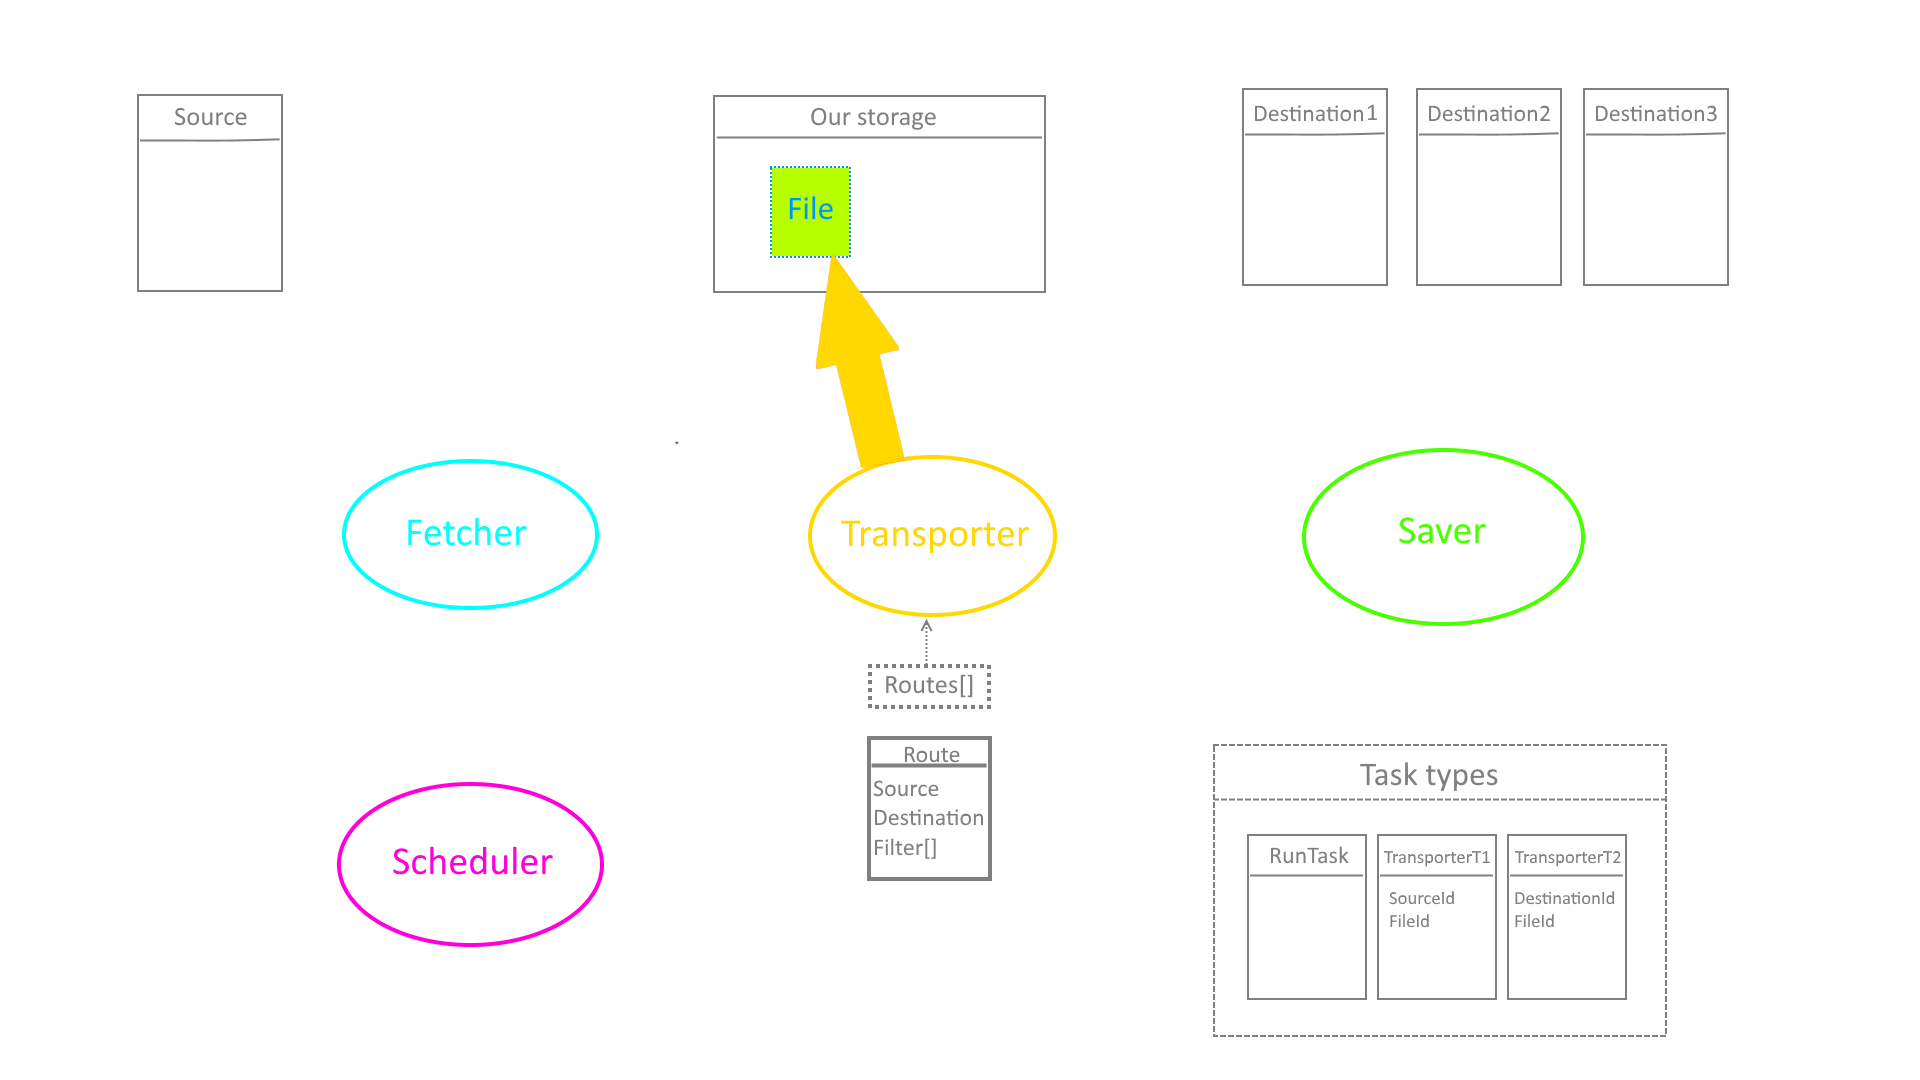 Source
Our storage
File
Destination1
Destination2
Destination3
Fetcher
Transporter
Saver
Routes[]
Route
Source
Destination
Filter[]
Scheduler
Task types
RunTask
TransporterT1
SourceId
FileId
TransporterT2
DestinationId
FileId